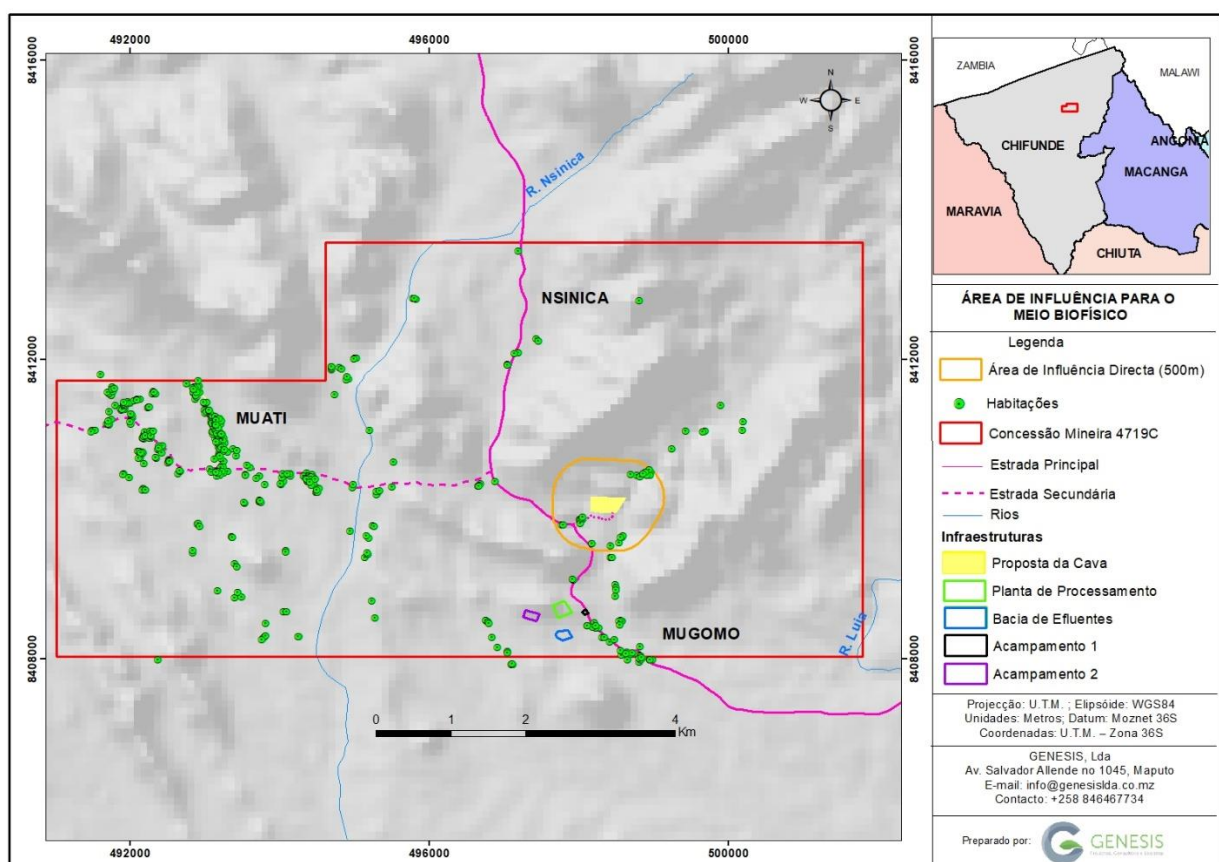 492000
496000
500000
8416000
8416000
8412000
8412000
8408000
8408000
N
W
E
S
R. Nsinica
NSINICA
MUATI
MUGOMO
R. Luia
0
1
2
4
Km
492000
496000
500000
ZAMBIA
MALAWI
CHIFUNDE
ANGONIA
MACANGA
MARAVIA
CHIUTA
ÁREA DE INFLUÊNCIA PARA O
MEIO BIOFÍSICO
Legenda
Área de Influência Directa (500m)
Habitações
Concessão Mineira 4719C
Estrada Principal
Estrada Secundária
Rios
Infraestruturas
Proposta da Cava
Planta de Processamento
Bacia de Efluentes
Acampamento 1
Acampamento 2
Projecção: U.T.M. ; Elipsóide: WGS84
Unidades: Metros; Datum: Moznet 36S
Coordenadas: U.T.M. – Zona 36S
GENESIS, Lda
Av. Salvador Allende no 1045, Maputo
E-mail: info@genesislda.co.mz
Contacto: +258 846467734
Preparado por:
GENESIS